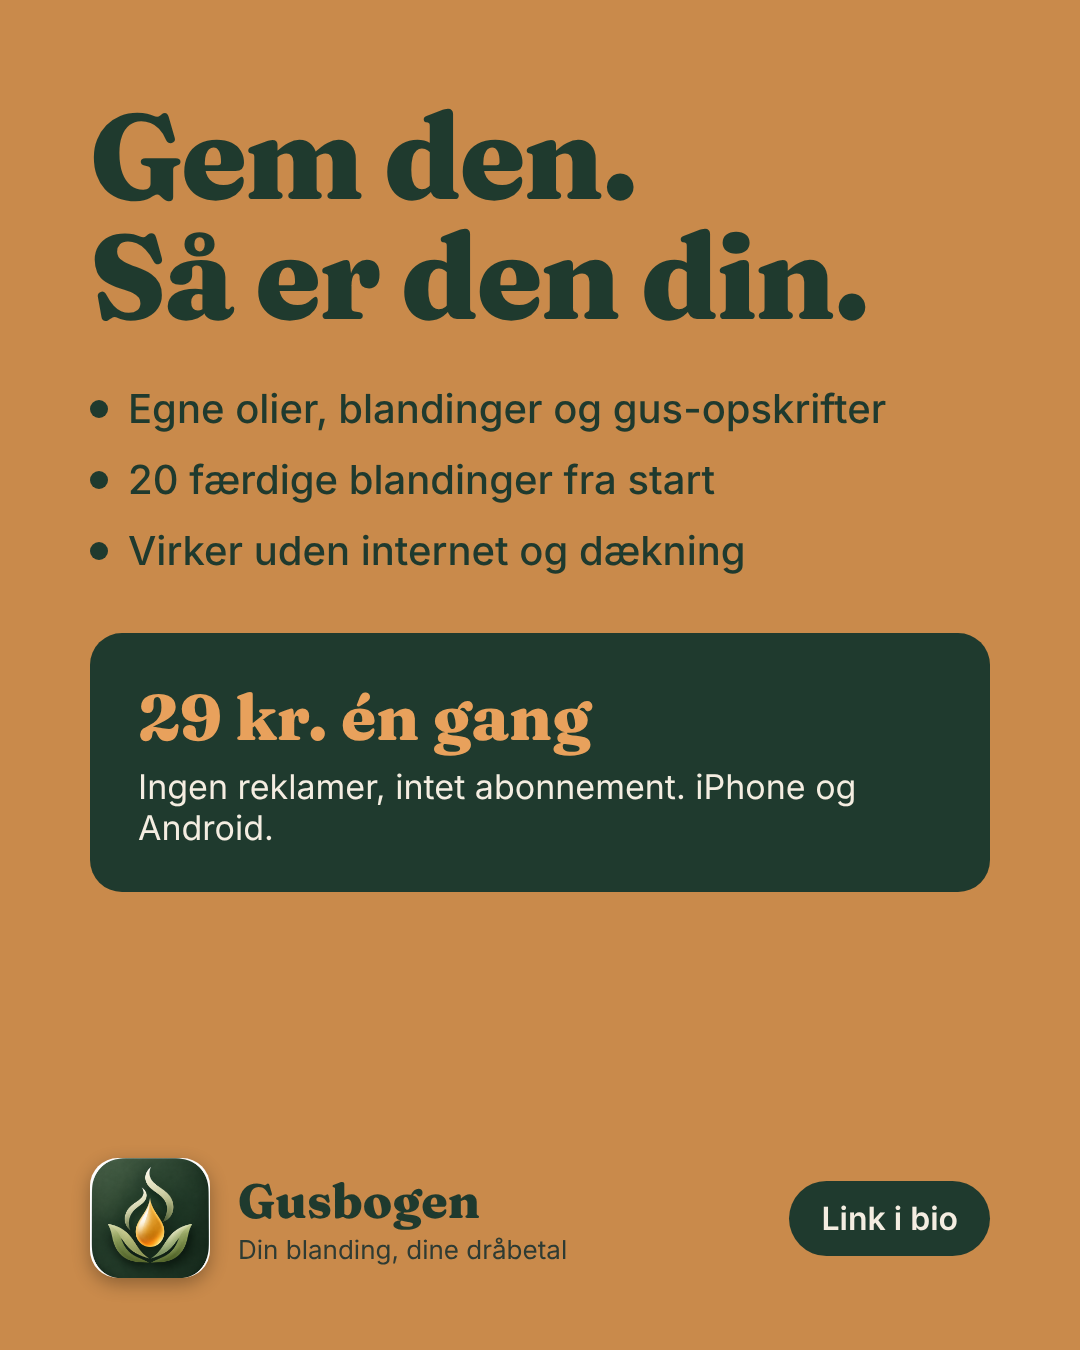 Gem den.
Så er den din.
Egne olier, blandinger og gus-opskrifter
20 færdige blandinger fra start
Virker uden internet og dækning
29 kr. én gang
Ingen reklamer, intet abonnement. iPhone og
Android.
Gusbogen
Din blanding, dine dråbetal
Link i bio